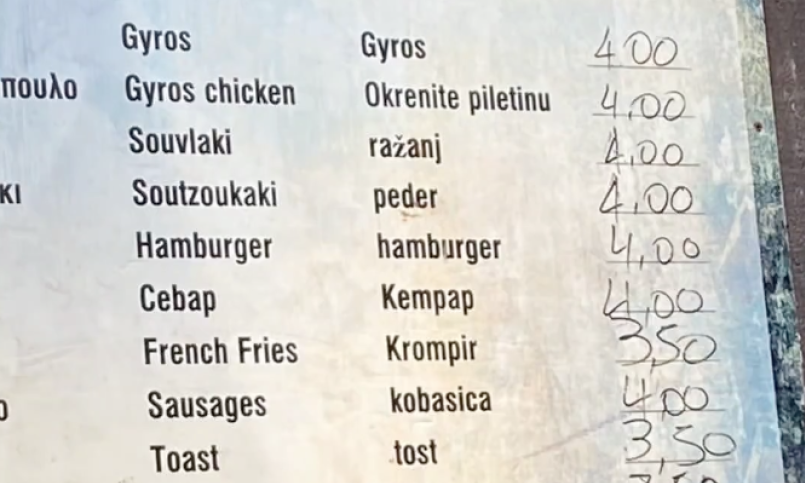 Gyros Gyros 4 00
πουλο Gyros chicken Okrenite piletinu 4,00
Souvlaki ražanj 4,00
κι Soutzoukaki peder 4,00
Hamburger hamburger 4,00
Cebap Kempap 4,00
French Fries Krompir 3,50
Sausages kobasica 4,00
Toast tost 3,50